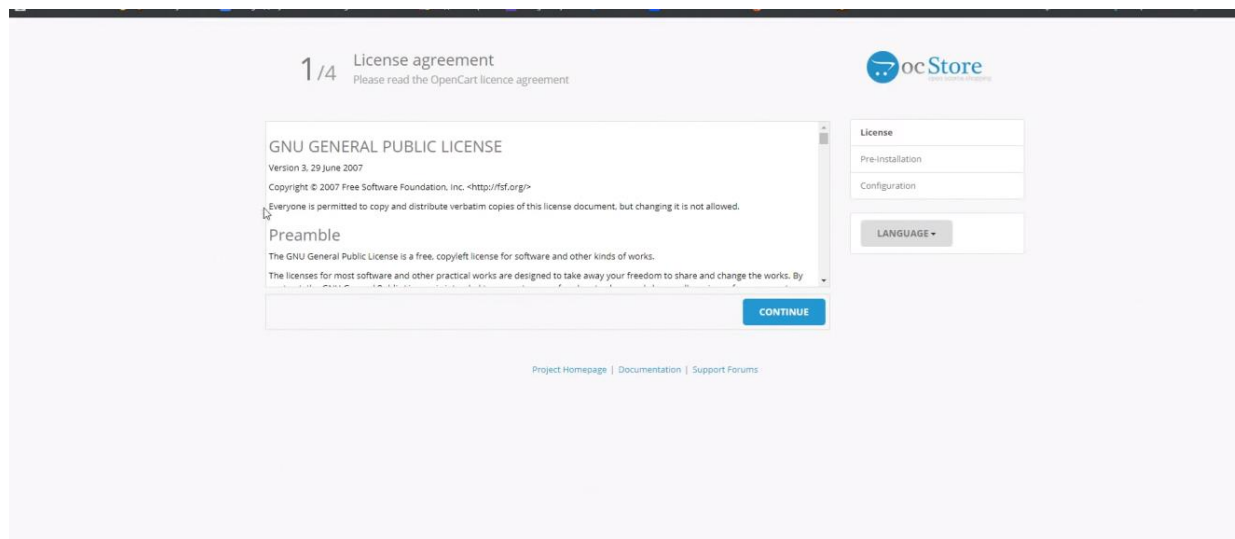 1/4
License agreement
Please read the OpenCart licence agreement
ocStore
GNU GENERAL PUBLIC LICENSE
Version 3, 29 June 2007
Copyright © 2007 Free Software Foundation, Inc. <http://fsf.org/>
Everyone is permitted to copy and distribute verbatim copies of this license document, but changing it is not allowed.
Preamble
The GNU General Public License is a free, copyleft license for software and other kinds of works.
The licenses for most software and other practical works are designed to take away your freedom to share and change the works. By
CONTINUE
License
Pre-installation
Configuration
LANGUAGE
Project Homepage | Documentation | Support Forums